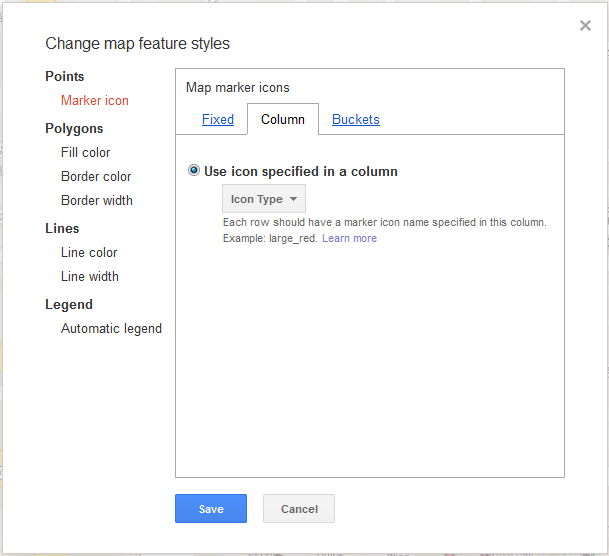 Change map feature styles
Points
Marker icon
Polygons
Fill color
Border color
Border width
Lines
Line color
Line width
Legend
Automatic legend
Map marker icons
Fixed Column Buckets
Use icon specified in a column
Icon Type
Each row should have a marker icon name specified in this column.
Example: large_red. Learn more
Save Cancel